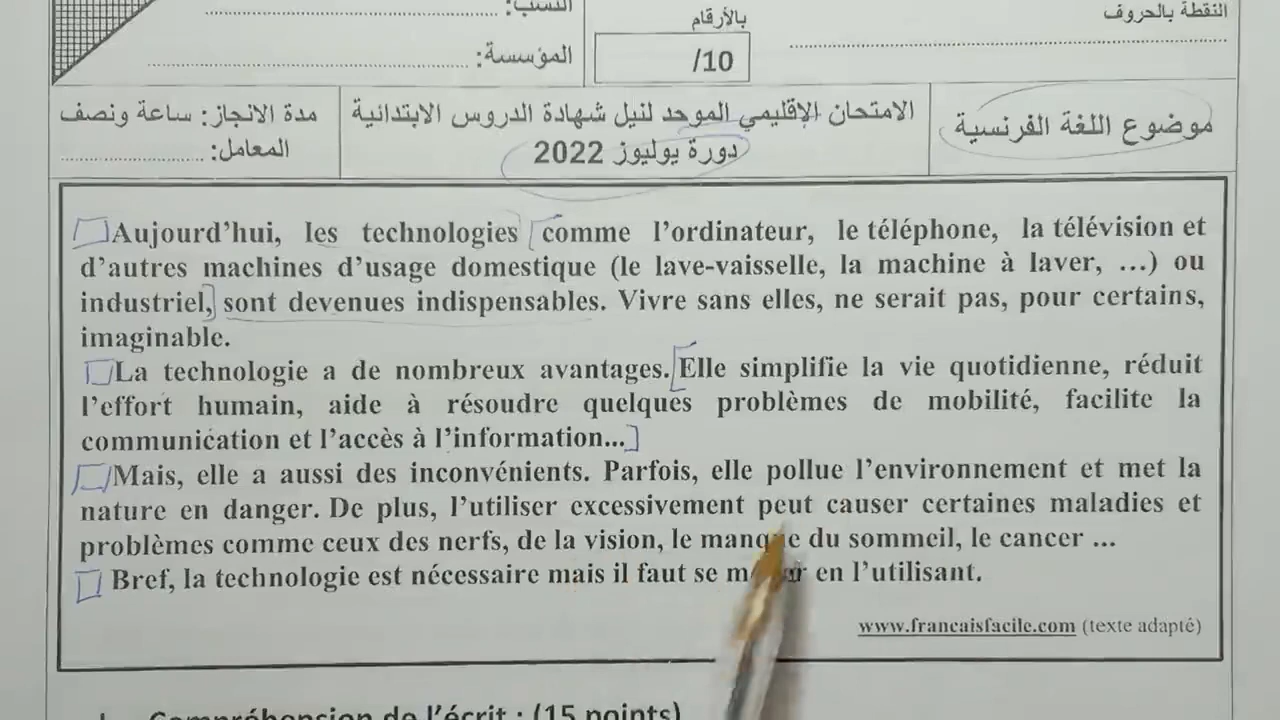 النسب: ........................
بالأرقام
النقطة بالحروف
المؤسسة: ........................
/10
........................
مدة الانجاز: ساعة ونصف
المعامل: ........................
الامتحان الإقليمي الموحد لنيل شهادة الدروس الابتدائية
دورة يوليوز 2022
موضوع اللغة الفرنسية
Aujourd’hui, les technologies comme l’ordinateur, le téléphone, la télévision et
d’autres machines d’usage domestique (le lave-vaisselle, la machine à laver, …) ou
industriel, sont devenues indispensables. Vivre sans elles, ne serait pas, pour certains,
imaginable.
La technologie a de nombreux avantages. Elle simplifie la vie quotidienne, réduit
l’effort humain, aide à résoudre quelques problèmes de mobilité, facilite la
communication et l’accès à l’information...
Mais, elle a aussi des inconvénients. Parfois, elle pollue l’environnement et met la
nature en danger. De plus, l’utiliser excessivement peut causer certaines maladies et
problèmes comme ceux des nerfs, de la vision, le manque du sommeil, le cancer ...
Bref, la technologie est nécessaire mais il faut se en l’utilisant.
www.francaisfacile.com (texte adapté)
I. Compréhension de l’écrit : (15 points)